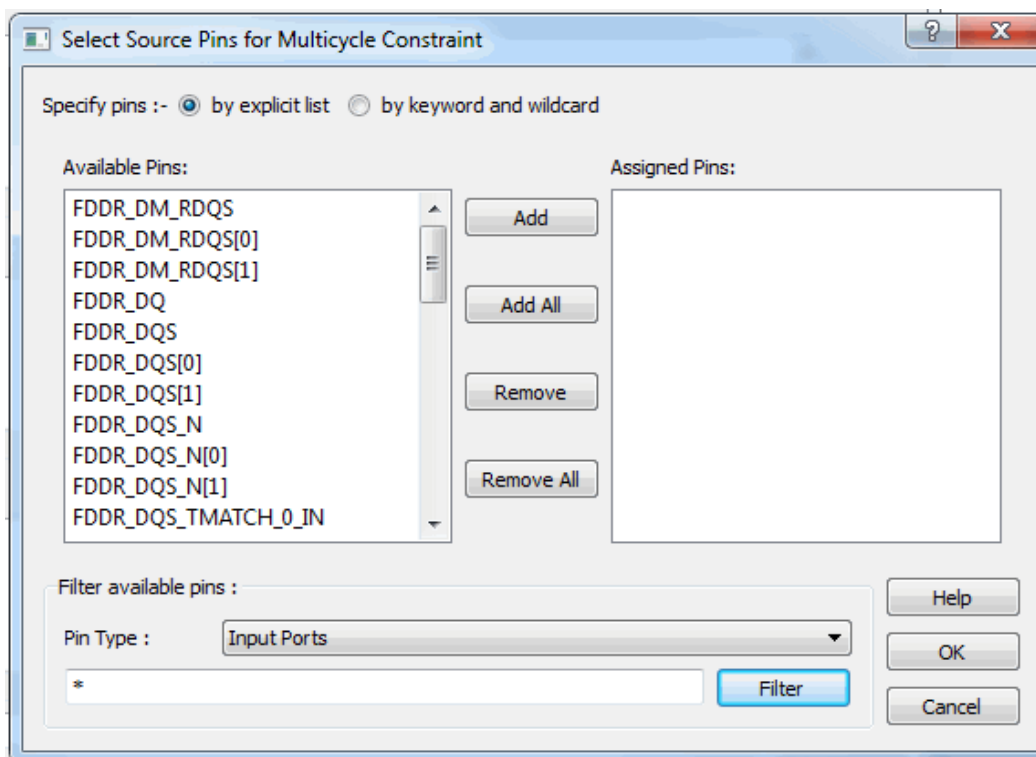 Select Source Pins for Multicycle Constraint
?
X
Specify pins :- by explicit list by keyword and wildcard
Available Pins:
Assigned Pins:
FDDR_DM_RDQS
FDDR_DM_RDQS[0]
FDDR_DM_RDQS[1]
FDDR_DQ
FDDR_DQS
FDDR_DQS[0]
FDDR_DQS[1]
FDDR_DQS_N
FDDR_DQS_N[0]
FDDR_DQS_N[1]
FDDR_DQS_TMATCH_0_IN
Add
Add All
Remove
Remove All
Filter available pins :
Pin Type : Input Ports
* Filter
Help
OK
Cancel